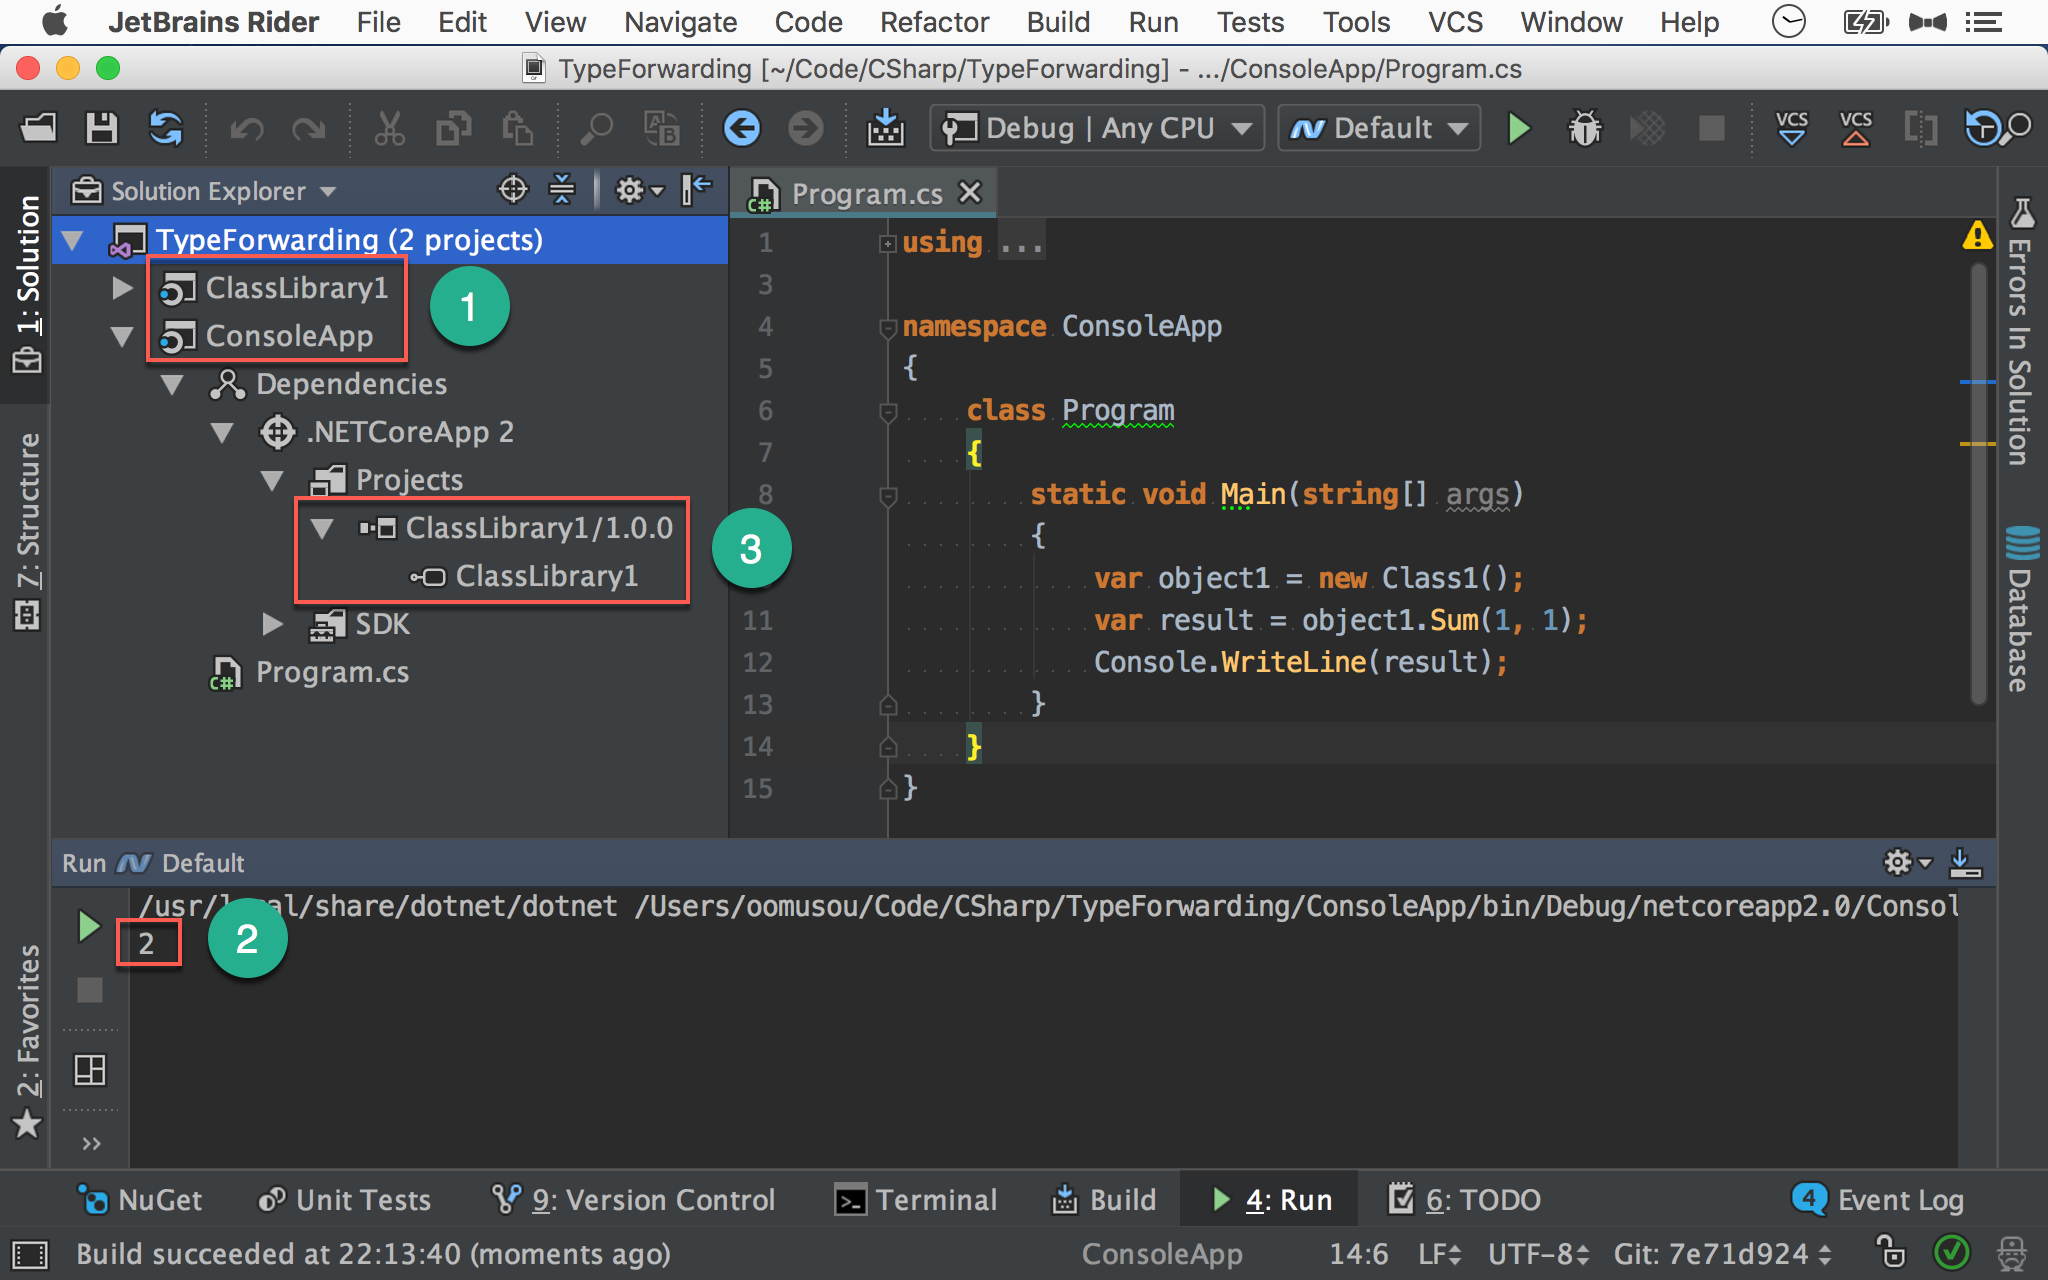 JetBrains Rider File Edit View Navigate Code Refactor Build Run Tests Tools VCS Window Help
TypeForwarding [~/Code/CSharp/TypeForwarding] - .../ConsoleApp/Program.cs
Debug | Any CPU Default VCS VCS
1: Solution
7: Structure
2: Favorites
Solution Explorer
TypeForwarding (2 projects)
ClassLibrary1
ConsoleApp
1
Dependencies
.NETCoreApp 2
Projects
ClassLibrary1/1.0.0
ClassLibrary1
3
SDK
C# Program.cs
C# Program.cs
1 using ...
3
4 namespace ConsoleApp
5 {
6 class Program
7 {
8 static void Main(string[] args)
{
var object1 = new Class1();
11 var result = object1.Sum(1, 1);
12 Console.WriteLine(result);
13 }
14 }
15 }
Errors In Solution
Database
Run Default
/usr/local/share/dotnet/dotnet /Users/oomusou/Code/CSharp/TypeForwarding/ConsoleApp/bin/Debug/netcoreapp2.0/Consol
2
2
NuGet Unit Tests 9: Version Control Terminal Build 4: Run 6: TODO 4 Event Log
Build succeeded at 22:13:40 (moments ago) ConsoleApp 14:6 LF UTF-8 Git: 7e71d924